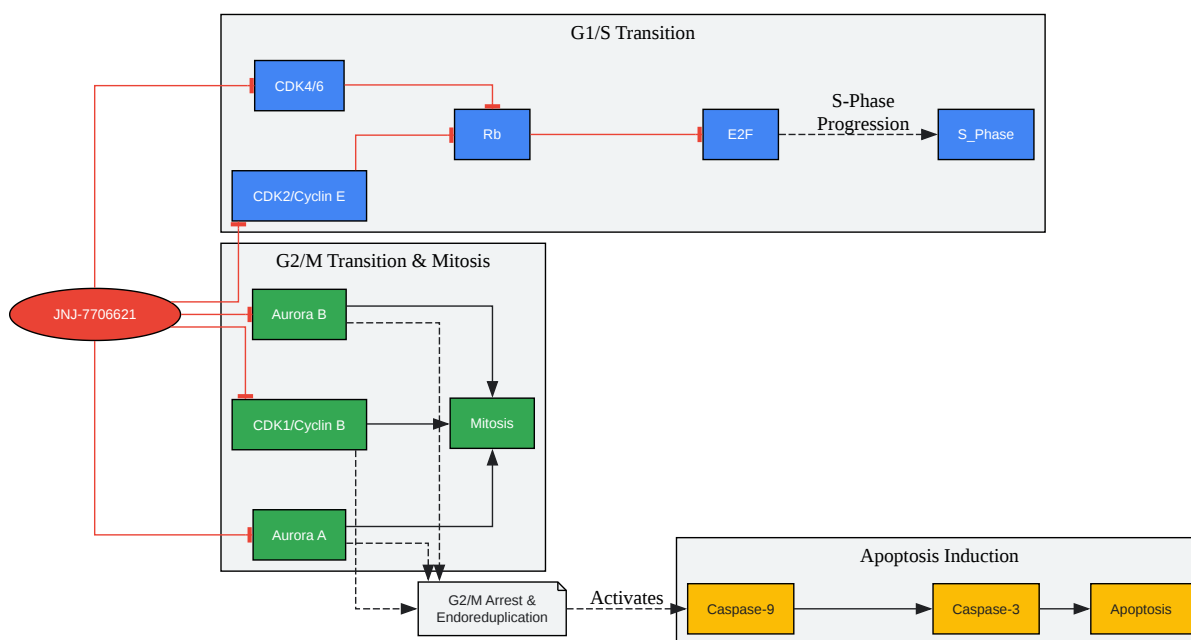 G1/S Transition
CDK4/6
S-Phase
Progression
Rb
E2F
S_Phase
CDK2/Cyclin E
G2/M Transition & Mitosis
JNJ-7706621
Aurora B
CDK1/Cyclin B
Mitosis
Aurora A
Apoptosis Induction
G2/M Arrest &
Endoreduplication
Activates
Caspase-9
Caspase-3
Apoptosis